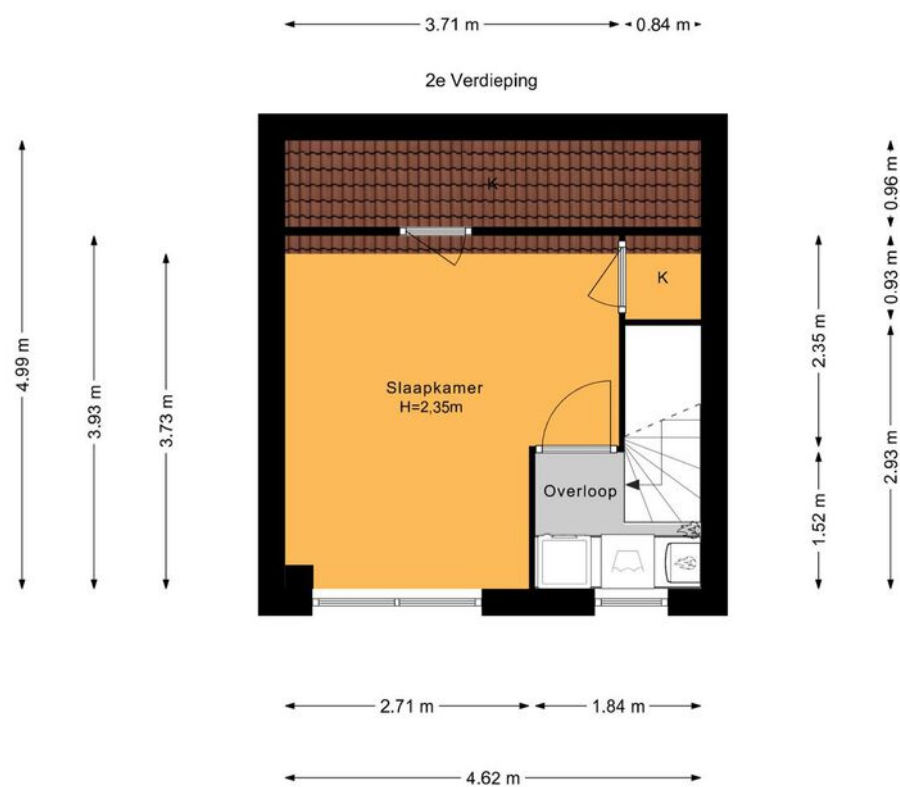 3.71 m
0.84 m
2e Verdieping
K
0.96 m
0.93 m
K
4.99 m
3.93 m
3.73 m
2.35 m
2.93 m
Slaapkamer
H=2,35m
Overloop
1.52 m
2.71 m
1.84 m
4.62 m